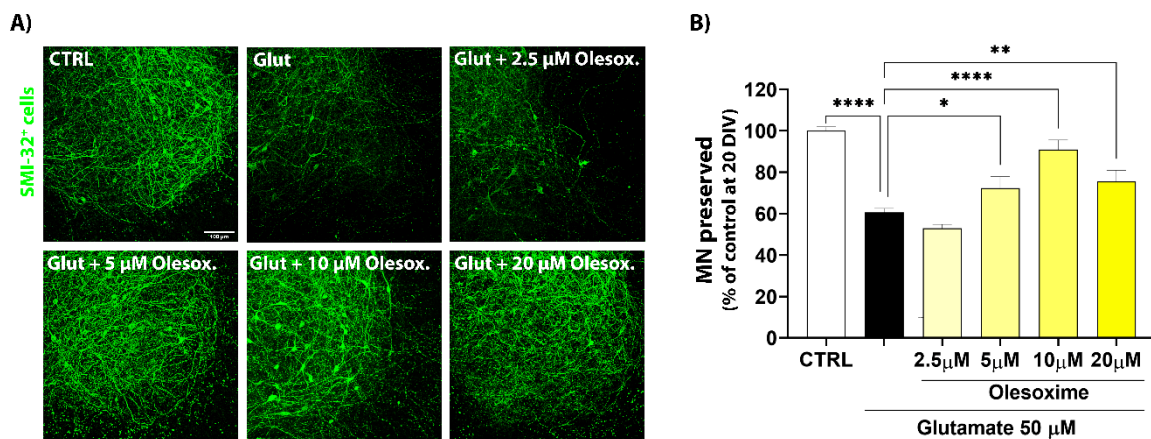 A)
CTRL
Glut
Glut + 2.5 µM Olesox.
SMI-32⁺ cells
100 µm
Glut + 5 µM Olesox.
Glut + 10 µM Olesox.
Glut + 20 µM Olesox.
B)
**
****
****
*
MN preserved
(% of control at 20 DIV)
120
100
80
60
40
20
0
CTRL
2.5µM
5µM
10µM
20µM
Olesoxime
Glutamate 50 µM